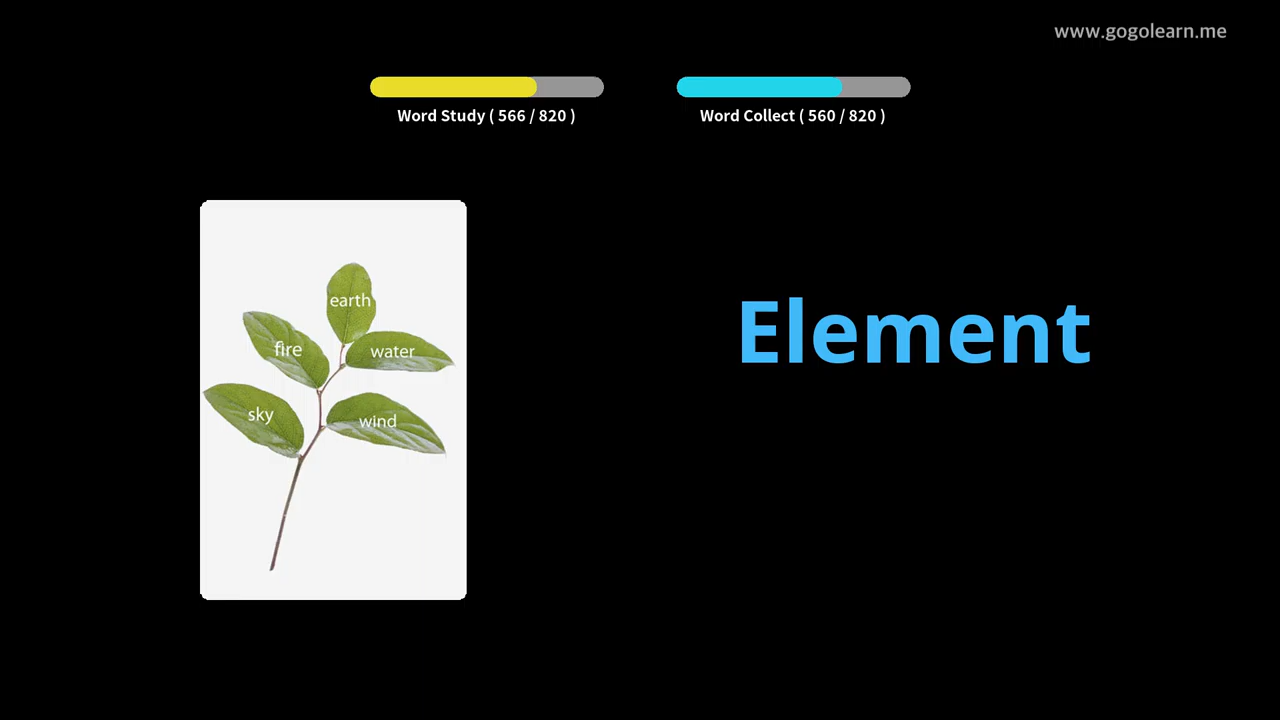 www.gogolearn.me
Word Study ( 566 / 820 )
Word Collect ( 560 / 820 )
earth
fire
water
sky
wind
Element